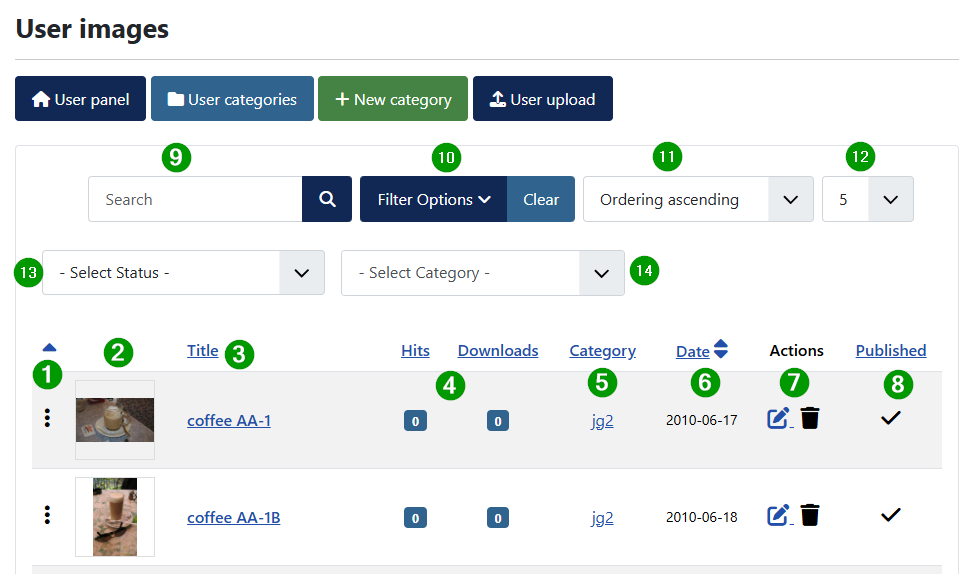 User images
User panel User categories New category User upload
9 10 11 12
Search Filter Options Clear Ordering ascending 5
13 - Select Status - - Select Category - 14
2 Title 3 Hits Downloads Category Date Actions Published
1 4 5 6 7 8
coffee AA-1 0 0 jg2 2010-06-17
coffee AA-1B 0 0 jg2 2010-06-18